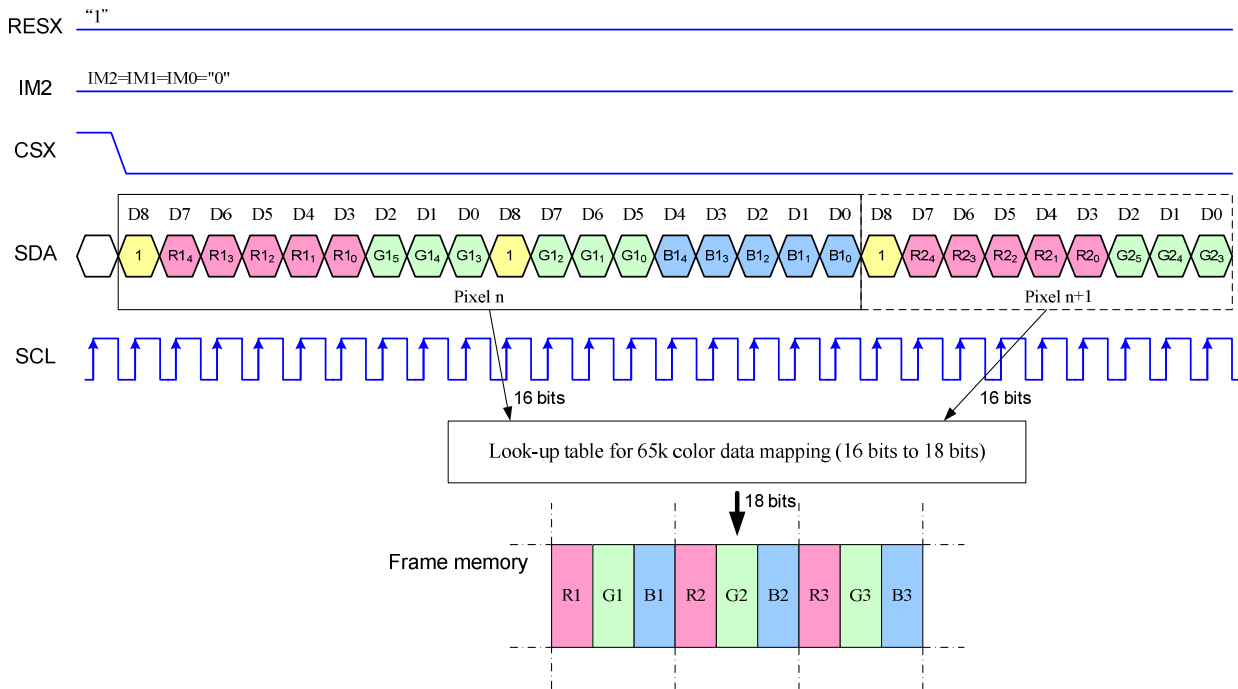 RESX
“1”
IM2
IM2=IM1=IM0="0"
CSX
D8 D7 D6 D5 D4 D3 D2 D1 D0 D8 D7 D6 D5 D4 D3 D2 D1 D0 D8 D7 D6 D5 D4 D3 D2 D1 D0
SDA
1 R1₄ R1₃ R1₂ R1₁ R1₀ G1₅ G1₄ G1₃ 1 G1₂ G1₁ G1₀ B1₄ B1₃ B1₂ B1₁ B1₀ 1 R2₄ R2₃ R2₂ R2₁ R2₀ G2₅ G2₄ G2₃
Pixel n
Pixel n+1
SCL
16 bits
16 bits
Look-up table for 65k color data mapping (16 bits to 18 bits)
18 bits
Frame memory
R1 G1 B1 R2 G2 B2 R3 G3 B3